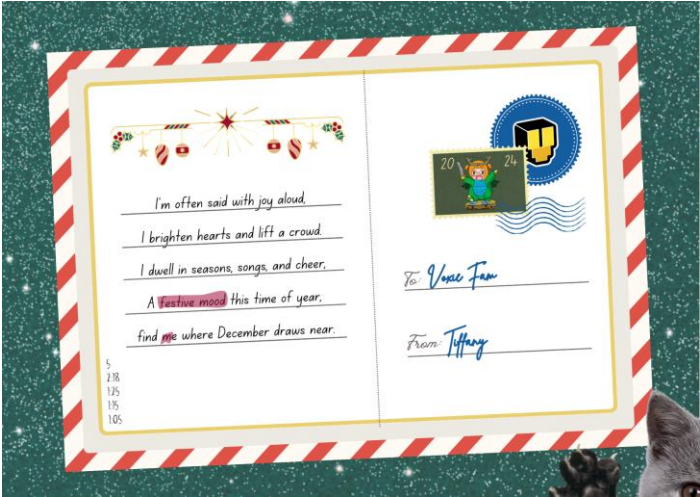 I'm often said with joy aloud,
I brighten hearts and lift a crowd.
I dwell in seasons, songs, and cheer,
A festive mood this time of year,
find me where December draws near.
5
2:18
1:25
1:15
1:05
20 24
To: Voxie Fam
From: Tiffany